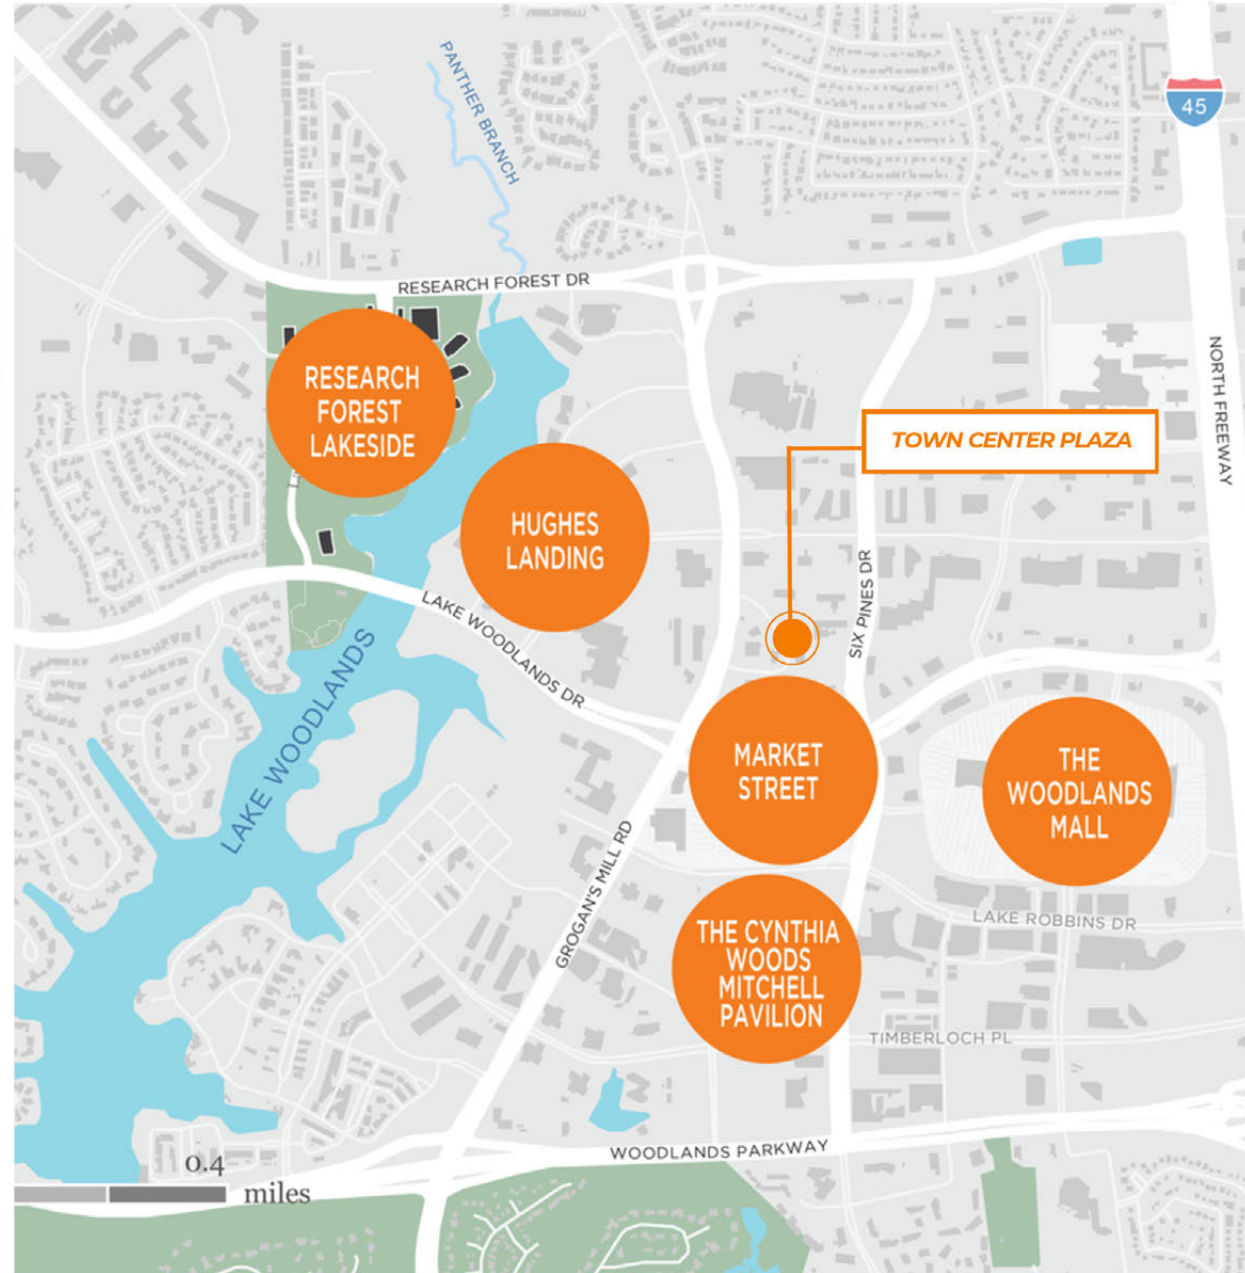 PANTHER BRANCH
45
RESEARCH FOREST DR
NORTH FREEWAY
RESEARCH
FOREST
LAKESIDE
TOWN CENTER PLAZA
HUGHES
LANDING
SIX PINES DR
LAKE WOODLANDS DR
LAKE WOODLANDS
MARKET
STREET
THE
WOODLANDS
MALL
GROGAN'S MILL RD
LAKE ROBBINS DR
THE CYNTHIA
WOODS
MITCHELL
PAVILION
TIMBERLOCH PL
WOODLANDS PARKWAY
0.4
miles